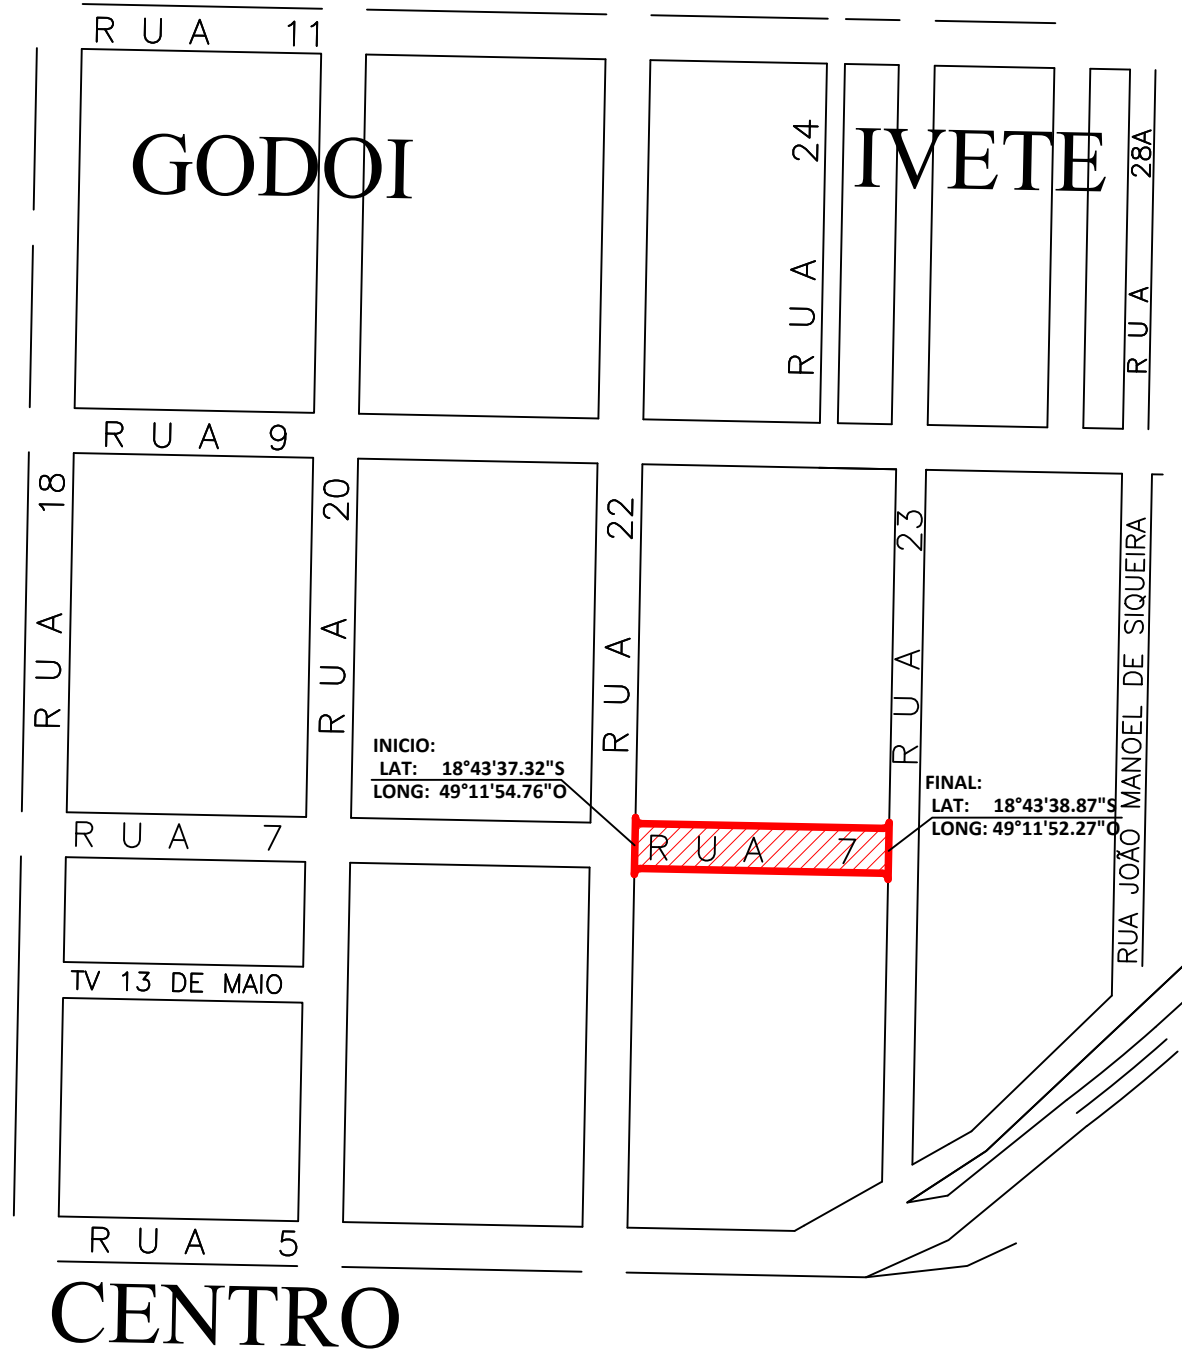 RUA 11
GODOI
IVETE
RUA 24
RUA 28A
RUA 9
RUA 18
RUA 20
RUA 22
RUA 23
RUA JOÃO MANOEL DE SIQUEIRA
INICIO:
LAT: 18°43'37.32"S
LONG: 49°11'54.76"O
FINAL:
LAT: 18°43'38.87"S
LONG: 49°11'52.27"O
RUA 7
RUA 7
TV 13 DE MAIO
RUA 5
CENTRO